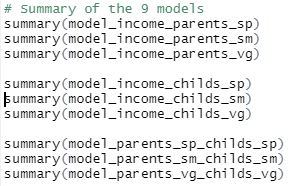 # Summary of the 9 models
summary(model_income_parents_sp)
summary(model_income_parents_sm)
summary(model_income_parents_vg)
summary(model_income_childs_sp)
summary(model_income_childs_sm)
summary(model_income_childs_vg)
summary(model_parents_sp_childs_sp)
summary(model_parents_sm_childs_sm)
summary(model_parents_vg_childs_vg)